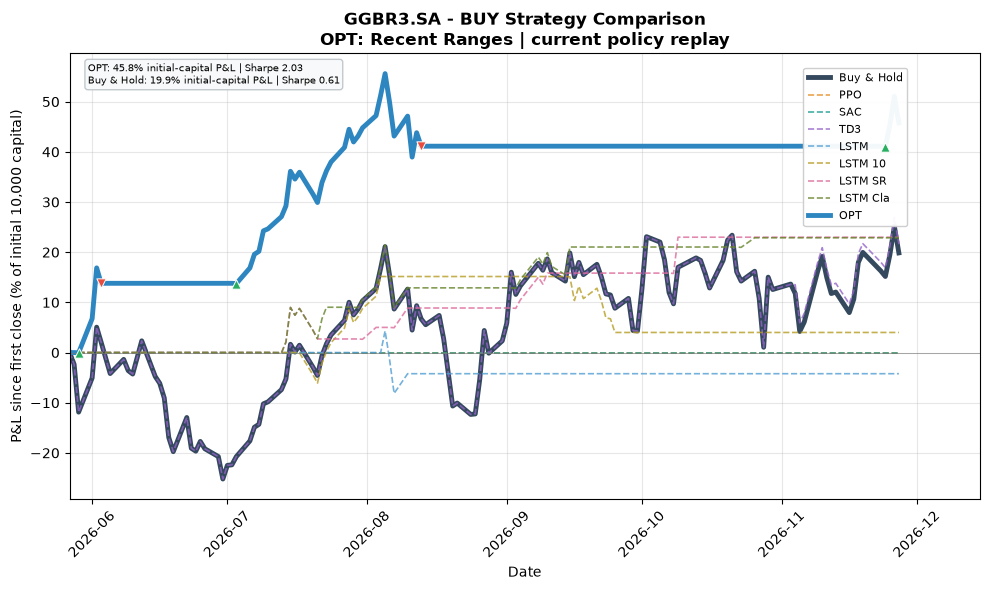 GGBR3.SA - BUY Strategy Comparison
OPT: Recent Ranges | current policy replay
OPT: 45.8% initial-capital P&L | Sharpe 2.03
Buy & Hold: 19.9% initial-capital P&L | Sharpe 0.61
Buy & Hold
PPO
SAC
TD3
LSTM
LSTM 10
LSTM SR
LSTM Cla
OPT
P&L since first close (% of initial 10,000 capital)
50
40
30
20
10
0
−10
−20
2026-06
2026-07
2026-08
2026-09
2026-10
2026-11
2026-12
Date